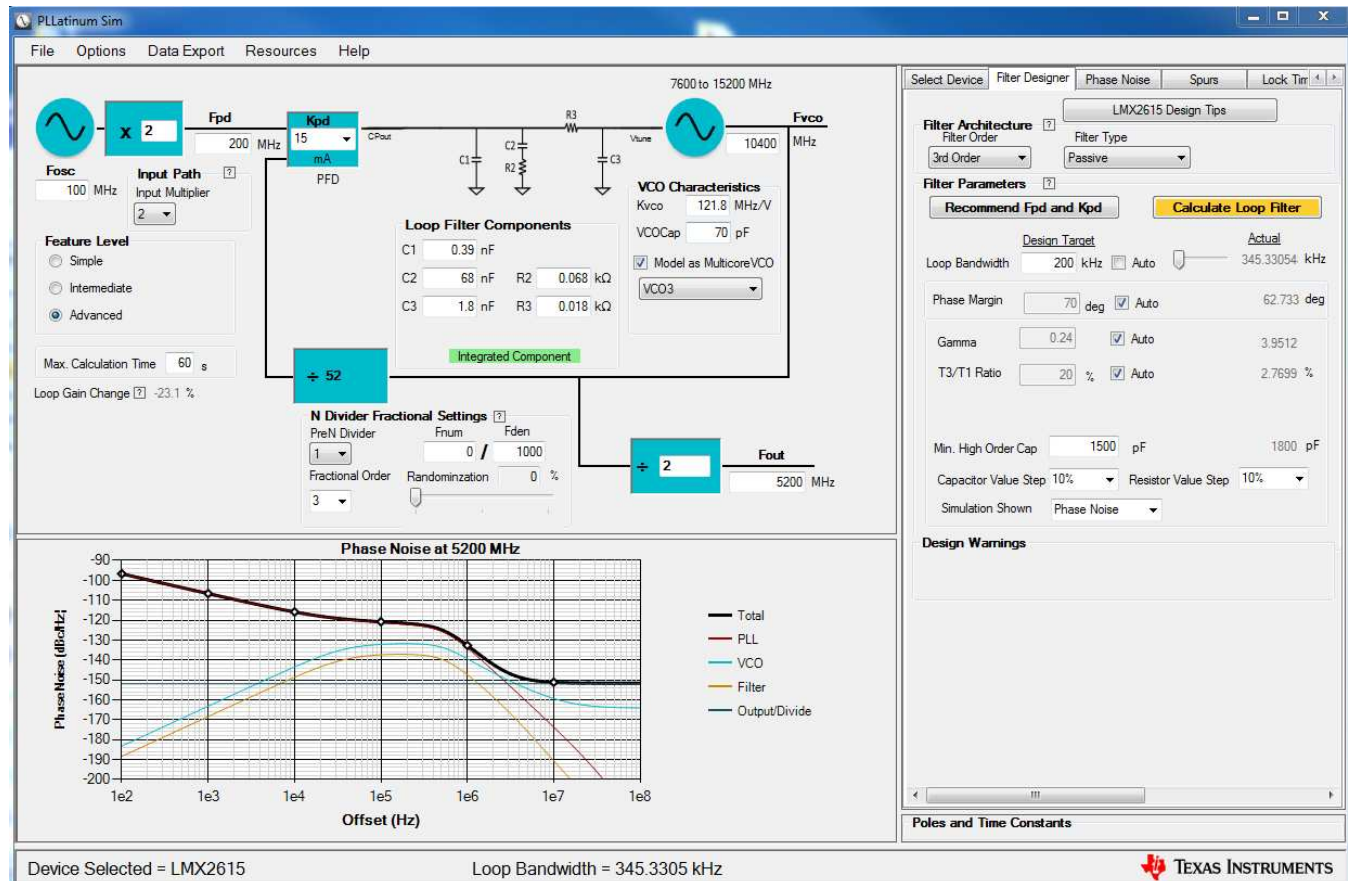 PLLatinum Sim
File Options Data Export Resources Help
7600 to 15200 MHz
x 2
Fpd
200 MHz
Kpd
15
mA
PFD
CPout
C1
C2
R2
R3
C3
Vtune
Fvco
10400 MHz
Fosc
100 MHz
Input Path ?
Input Multiplier
2
Feature Level
Simple
Intermediate
Advanced
Max. Calculation Time 60 s
Loop Gain Change ? -23.1 %
Loop Filter Components
C1 0.39 nF
C2 68 nF R2 0.068 kΩ
C3 1.8 nF R3 0.018 kΩ
Integrated Component
VCO Characteristics
Kvco 121.8 MHz/V
VCOCap 70 pF
Model as MulticoreVCO
VCO3
÷ 52
N Divider Fractional Settings ?
PreN Divider Fnum Fden
1 0 / 1000
Fractional Order Randominzation 0 %
3
÷ 2
Fout
5200 MHz
Select Device Filter Designer Phase Noise Spurs Lock Tim
LMX2615 Design Tips
Filter Architecture ?
Filter Order Filter Type
3rd Order Passive
Filter Parameters ?
Recommend Fpd and Kpd Calculate Loop Filter
Design Target Actual
Loop Bandwidth 200 kHz Auto 345.33054 kHz
Phase Margin 70 deg Auto 62.733 deg
Gamma 0.24 Auto 3.9512
T3/T1 Ratio 20 % Auto 2.7699 %
Min. High Order Cap 1500 pF 1800 pF
Capacitor Value Step 10% Resistor Value Step 10%
Simulation Shown Phase Noise
Design Warnings
Poles and Time Constants
Phase Noise at 5200 MHz
Phase Noise (dBc/Hz)
-90
-100
-110
-120
-130
-140
-150
-160
-170
-180
-190
-200
1e2 1e3 1e4 1e5 1e6 1e7 1e8
Offset (Hz)
Total
PLL
VCO
Filter
Output/Divide
Device Selected = LMX2615 Loop Bandwidth = 345.3305 kHz
TEXAS INSTRUMENTS